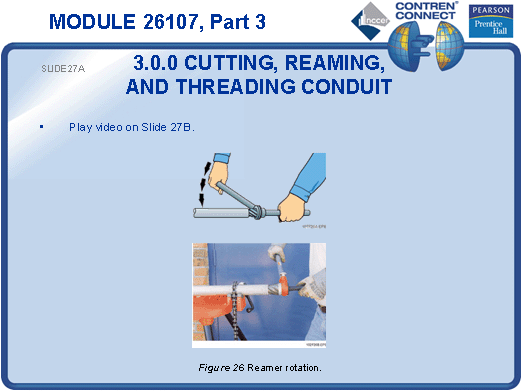 MODULE 26107, Part 3
nccer
CONTREN®
CONNECT
PEARSON
Prentice
Hall
SLIDE27A
3.0.0 CUTTING, REAMING,
AND THREADING CONDUIT
• Play video on Slide 27B.
Figure 26 Reamer rotation.